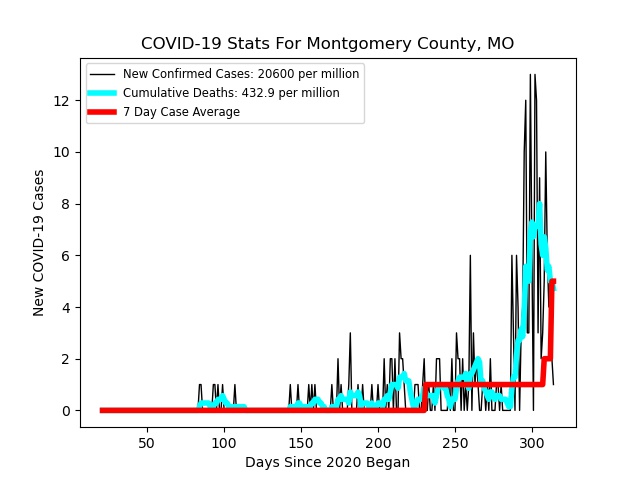 COVID-19 Stats For Montgomery County, MO
New Confirmed Cases: 20600 per million
Cumulative Deaths: 432.9 per million
7 Day Case Average
New COVID-19 Cases
12
10
8
6
4
2
0
50 100 150 200 250 300
Days Since 2020 Began